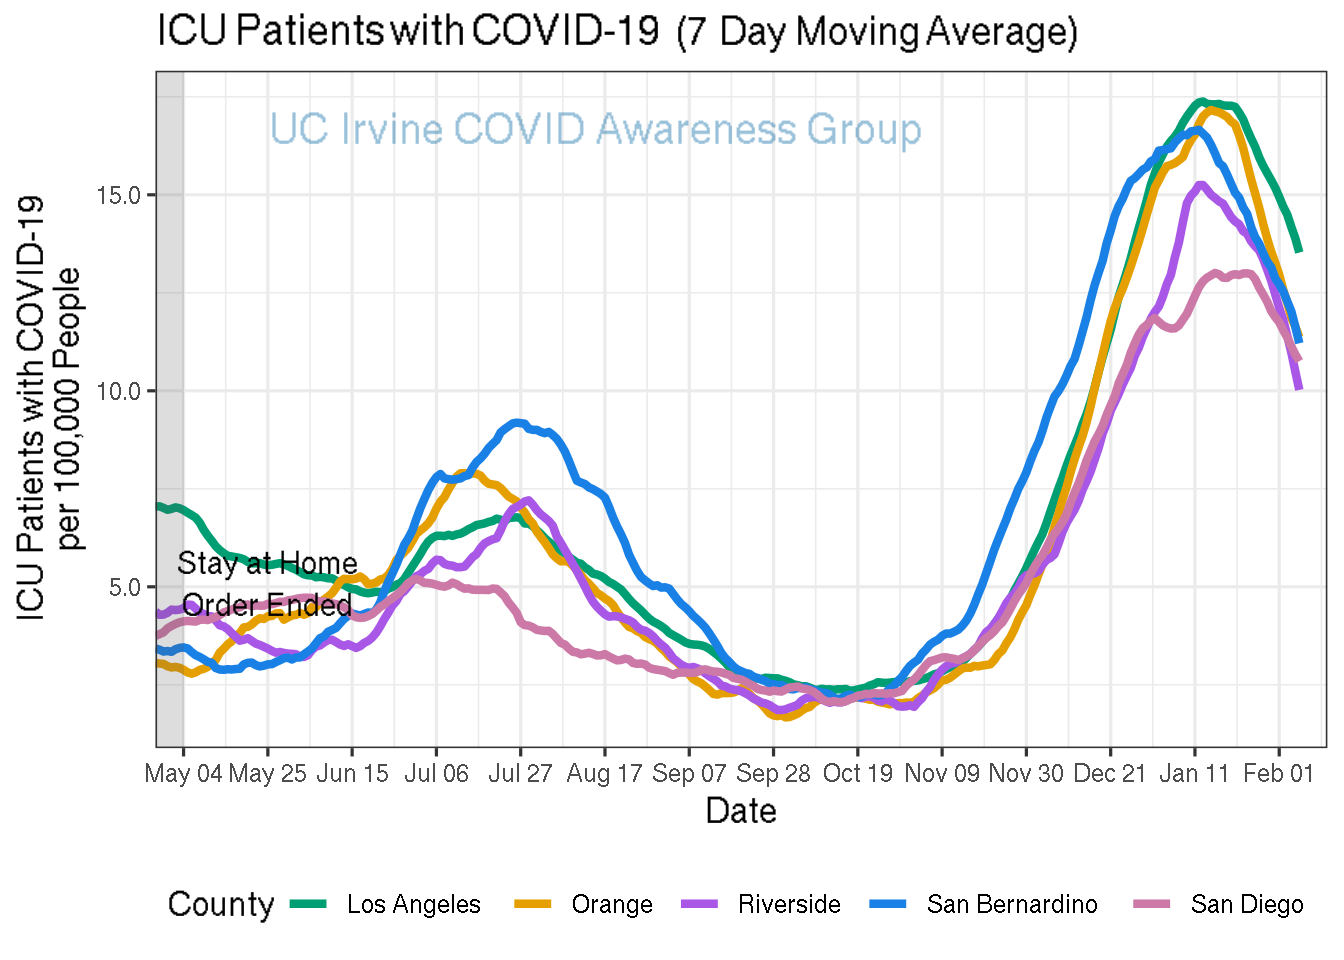 ICU Patients with COVID-19 (7 Day Moving Average)
UC Irvine COVID Awareness Group
ICU Patients with COVID-19
per 100,000 People
15.0
10.0
5.0
Stay at Home
Order Ended
May 04 May 25 Jun 15 Jul 06 Jul 27 Aug 17 Sep 07 Sep 28 Oct 19 Nov 09 Nov 30 Dec 21 Jan 11 Feb 01
Date
County Los Angeles Orange Riverside San Bernardino San Diego